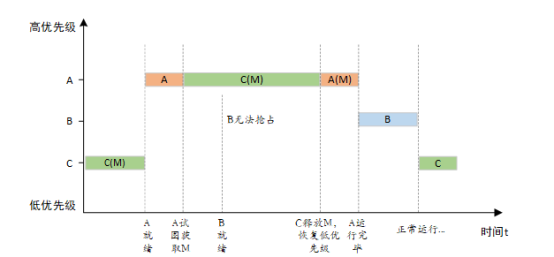 高优先级
A
A
C(M)
A(M)
B
B无法抢占
B
C
C(M)
C
低优先级
A
就
绪
A试
图获
取M
B
就
绪
C释放M,
恢复低优
先级
A运
行完
毕
正常运行...
时间t